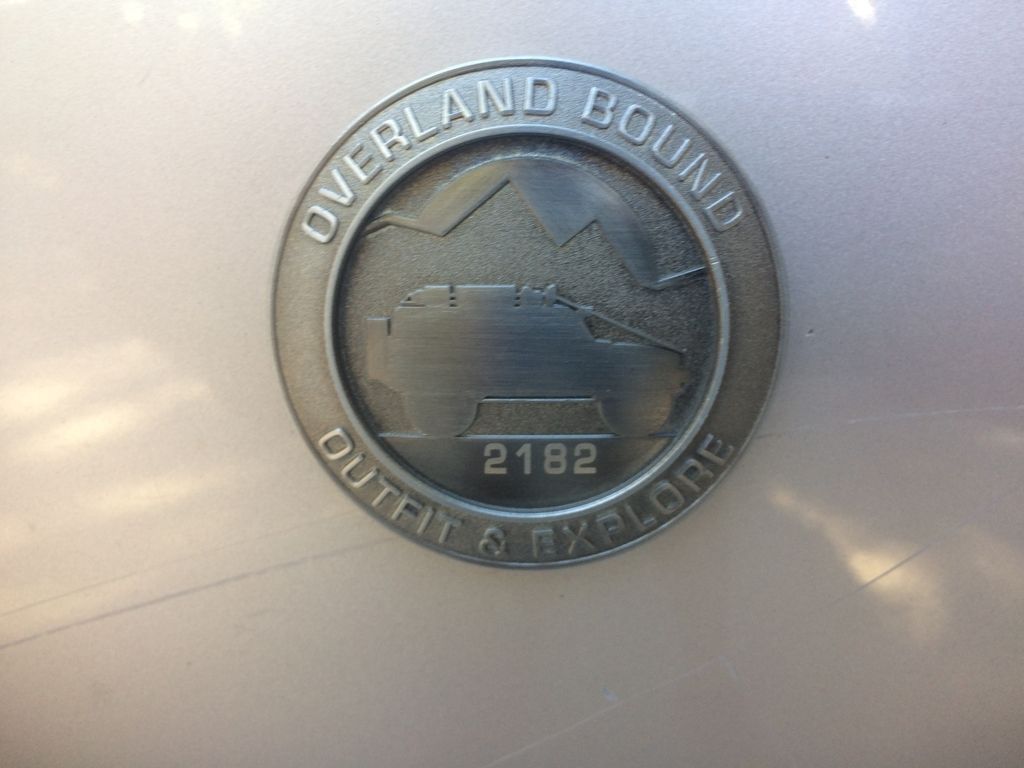 OVERLAND BOUND
2182
OUTFIT & EXPLORE